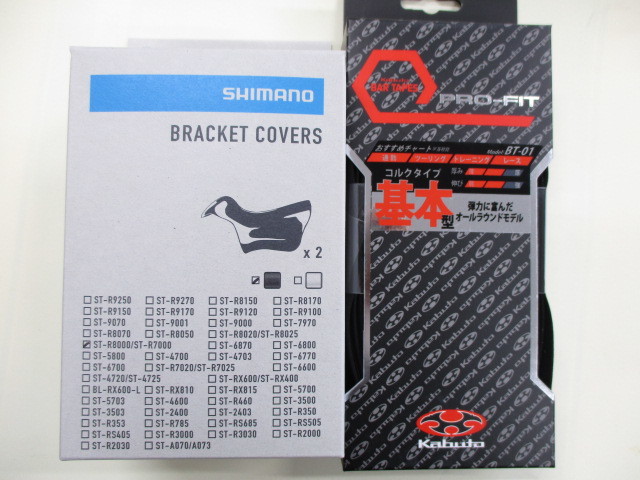 SHIMANO
BRACKET COVERS
x 2
ST-R9250 ST-R9270 ST-R8150 ST-R8170
ST-R9150 ST-R9170 ST-R9120 ST-R9100
ST-9070 ST-9001 ST-9000 ST-7970
ST-R8070 ST-R8050 ST-R8020/ST-R8025
ST-R8000/ST-R7000 ST-6870 ST-6800
ST-5800 ST-4700 ST-4703 ST-6770
ST-6700 ST-R7020/ST-R7025 ST-6600
ST-4720/ST-4725 ST-RX600/ST-RX400
BL-RX600-L ST-RX810 ST-RX815 ST-5700
ST-5703 ST-4600 ST-R460 ST-3500
ST-3503 ST-2400 ST-2403 ST-R350
ST-R353 ST-R785 ST-RS685 ST-RS505
ST-RS405 ST-R3000 ST-R3030 ST-R2000
ST-R2030 ST-A070/A073
BAR TAPES
PRO-FIT
おすすめチャート
Model BT-01
通勤 ツーリング トレーニング レース
コルクタイプ
厚み
伸び
基本型
弾力に富んだ
オールラウンドモデル
Kabuto